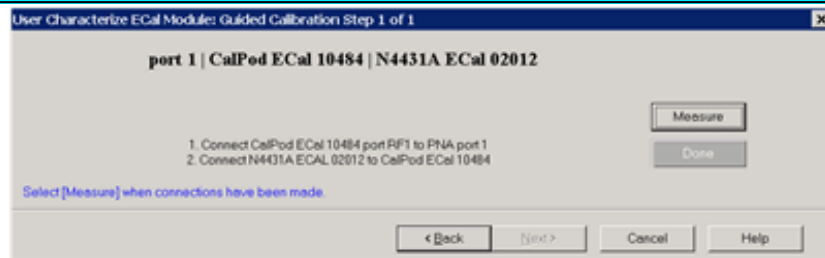 User Characterize ECal Module: Guided Calibration Step 1 of 1
port 1 | CalPod ECal 10484 | N4431A ECal 02012
Measure
1. Connect CalPod ECal 10484 port RF1 to PNA port 1
2. Connect N4431A ECAL 02012 to CalPod ECal 10484
Done
Select [Measure] when connections have been made.
< Back Next > Cancel Help